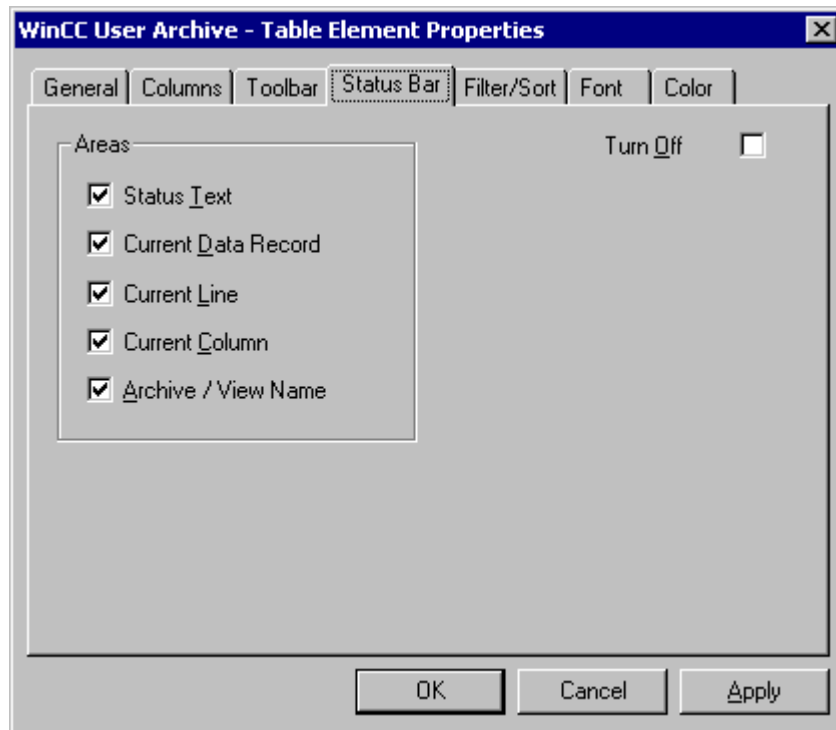 WinCC User Archive - Table Element Properties
General Columns Toolbar Status Bar Filter/Sort Font Color
Areas
Turn Off
Status Text
Current Data Record
Current Line
Current Column
Archive / View Name
OK Cancel Apply